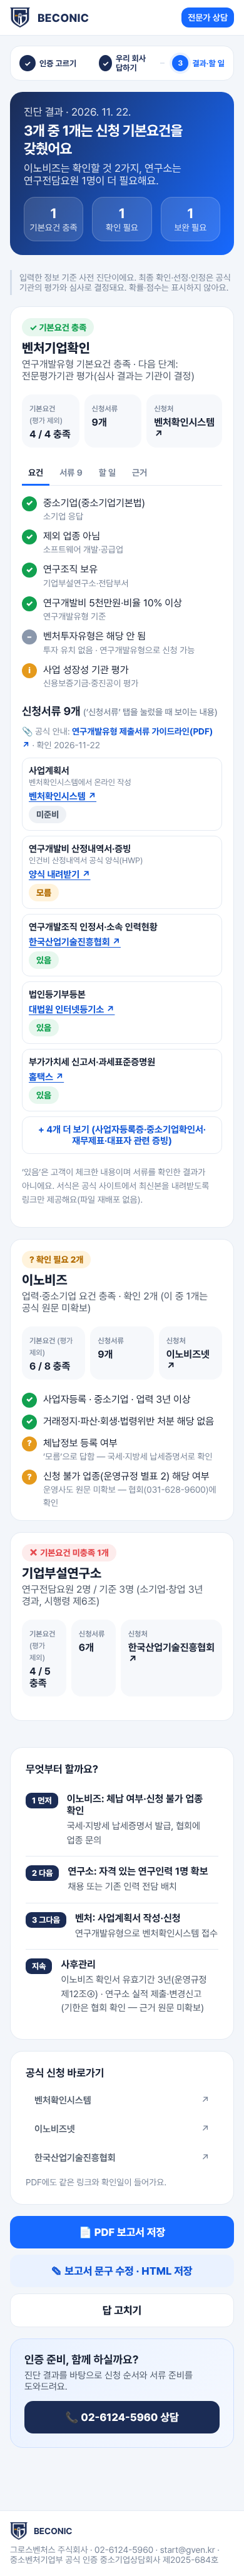 BECONIC
전문가 상담
✓ 인증 고르기
✓ 우리 회사
답하기
3 결과·할 일
진단 결과 · 2026. 11. 22.
3개 중 1개는 신청 기본요건을
갖췄어요
이노비즈는 확인할 것 2가지, 연구소는
연구전담요원 1명이 더 필요해요.
1
기본요건 충족
1
확인 필요
1
보완 필요
입력한 정보 기준 사전 진단이에요. 최종 확인·선정·인정은 공식
기관의 평가와 심사로 결정돼요. 확률·점수는 표시하지 않아요.
✓ 기본요건 충족
벤처기업확인
연구개발유형 기본요건 충족 · 다음 단계:
전문평가기관 평가(심사 결과는 기관이 결정)
기본요건
(평가 제외)
4 / 4 충족
신청서류
9개
신청처
벤처확인시스템
↗
요건
서류 9
할 일
근거
✓ 중소기업(중소기업기본법)
소기업 응답
✓ 제외 업종 아님
소프트웨어 개발·공급업
✓ 연구조직 보유
기업부설연구소·전담부서
✓ 연구개발비 5천만원·비율 10% 이상
연구개발유형 기준
– 벤처투자유형은 해당 안 됨
투자 유치 없음 · 연구개발유형으로 신청 가능
i 사업 성장성 기관 평가
신용보증기금·중진공이 평가
신청서류 9개 ('신청서류' 탭을 눌렀을 때 보이는 내용)
📎 공식 안내: 연구개발유형 제출서류 가이드라인(PDF)
↗ · 확인 2026-11-22
사업계획서
벤처확인시스템에서 온라인 작성
벤처확인시스템 ↗
미준비
연구개발비 산정내역서·증빙
인건비 산정내역서 공식 양식(HWP)
양식 내려받기 ↗
모름
연구개발조직 인정서·소속 인력현황
한국산업기술진흥협회 ↗
있음
법인등기부등본
대법원 인터넷등기소 ↗
있음
부가가치세 신고서·과세표준증명원
홈택스 ↗
있음
+ 4개 더 보기 (사업자등록증·중소기업확인서·
재무제표·대표자 관련 증빙)
'있음'은 고객이 체크한 내용이며 서류를 확인한 결과가
아니에요. 서식은 공식 사이트에서 최신본을 내려받도록
링크만 제공해요(파일 재배포 없음).
? 확인 필요 2개
이노비즈
업력·중소기업 요건 충족 · 확인 2개 (이 중 1개는
공식 원문 미확보)
기본요건 (평가
제외)
6 / 8 충족
신청서류
9개
신청처
이노비즈넷
↗
✓ 사업자등록 · 중소기업 · 업력 3년 이상
✓ 거래정지·파산·회생·법령위반 처분 해당 없음
? 체납정보 등록 여부
'모름'으로 답함 — 국세·지방세 납세증명서로 확인
? 신청 불가 업종(운영규정 별표 2) 해당 여부
운영사도 원문 미확보 — 협회(031-628-9600)에
확인
✕ 기본요건 미충족 1개
기업부설연구소
연구전담요원 2명 / 기준 3명 (소기업·창업 3년
경과, 시행령 제6조)
기본요건
(평가
제외)
4 / 5
충족
신청서류
6개
신청처
한국산업기술진흥협회
↗
무엇부터 할까요?
1 먼저
이노비즈: 체납 여부·신청 불가 업종
확인
국세·지방세 납세증명서 발급, 협회에
업종 문의
2 다음
연구소: 자격 있는 연구인력 1명 확보
채용 또는 기존 인력 전담 배치
3 그다음
벤처: 사업계획서 작성·신청
연구개발유형으로 벤처확인시스템 접수
지속
사후관리
이노비즈 확인서 유효기간 3년(운영규정
제12조③) · 연구소 실적 제출·변경신고
(기한은 협회 확인 — 근거 원문 미확보)
공식 신청 바로가기
벤처확인시스템 ↗
이노비즈넷 ↗
한국산업기술진흥협회 ↗
PDF에도 같은 링크와 확인일이 들어가요.
📄 PDF 보고서 저장
✎ 보고서 문구 수정 · HTML 저장
답 고치기
인증 준비, 함께 하실까요?
진단 결과를 바탕으로 신청 순서와 서류 준비를
도와드려요.
📞 02-6124-5960 상담
BECONIC
그로스벤처스 주식회사 · 02-6124-5960 · start@gven.kr ·
중소벤처기업부 공식 인증 중소기업상담회사 제2025-684호